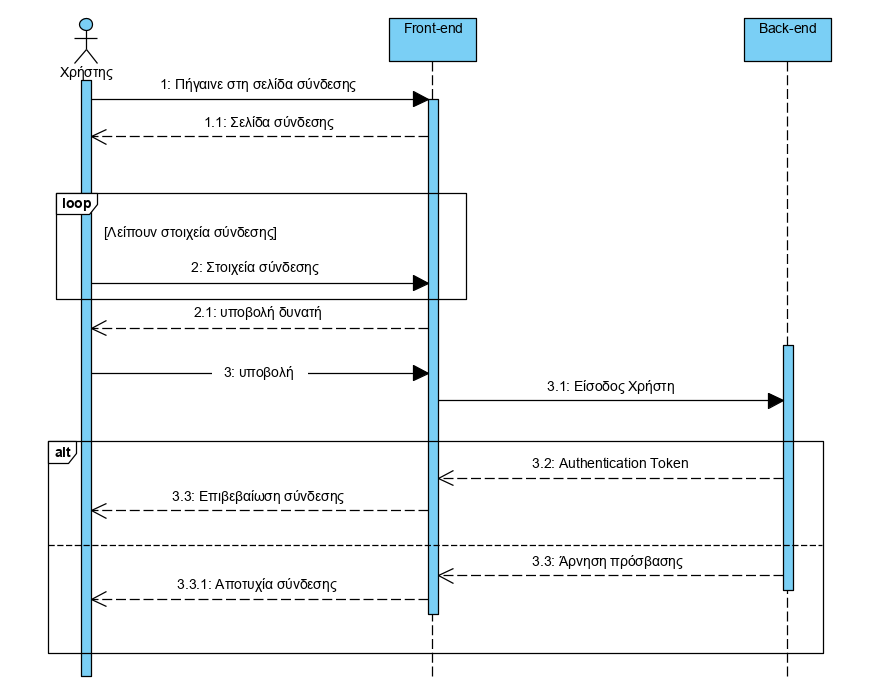 Front-end
Back-end
Χρήστης
1: Πήγαινε στη σελίδα σύνδεσης
1.1: Σελίδα σύνδεσης
loop
[Λείπουν στοιχεία σύνδεσης]
2: Στοιχεία σύνδεσης
2.1: υποβολή δυνατή
3: υποβολή
3.1: Είσοδος Χρήστη
alt
3.2: Authentication Token
3.3: Επιβεβαίωση σύνδεσης
3.3: Άρνηση πρόσβασης
3.3.1: Αποτυχία σύνδεσης